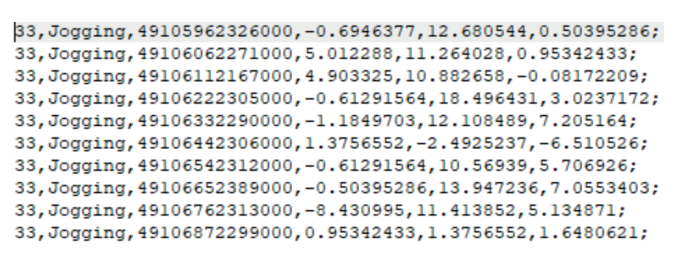 33,Jogging,49105962326000,-0.6946377,12.680544,0.50395286;
33,Jogging,49106062271000,5.012288,11.264028,0.95342433;
33,Jogging,49106112167000,4.903325,10.882658,-0.08172209;
33,Jogging,49106222305000,-0.61291564,18.496431,3.0237172;
33,Jogging,49106332290000,-1.1849703,12.108489,7.205164;
33,Jogging,49106442306000,1.3756552,-2.4925237,-6.510526;
33,Jogging,49106542312000,-0.61291564,10.56939,5.706926;
33,Jogging,49106652389000,-0.50395286,13.947236,7.0553403;
33,Jogging,49106762313000,-8.430995,11.413852,5.134871;
33,Jogging,49106872299000,0.95342433,1.3756552,1.6480621;